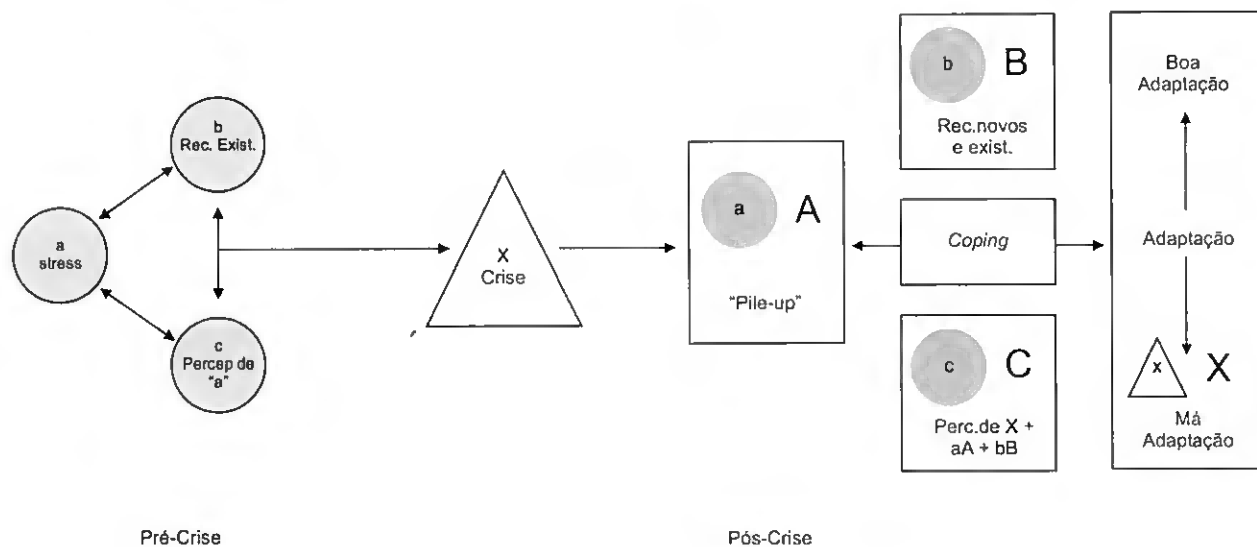 b
Rec. Exist.
a
stress
c
Percep de
"a"
X
Crise
a A
"Pile-up"
b B
Rec.novos
e exist.
Coping
c C
Perc.de X +
aA + bB
Boa
Adaptação
Adaptação
x X
Má
Adaptação
Pré-Crise
Pós-Crise